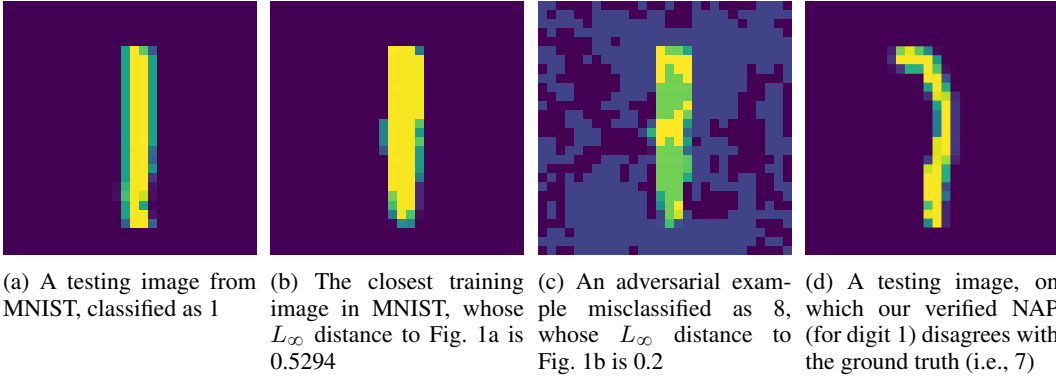 (a) A testing image from
MNIST, classified as 1
(b) The closest training
image in MNIST, whose
L∞ distance to Fig. 1a is
0.5294
(c) An adversarial exam-
ple misclassified as 8,
whose L∞ distance to
Fig. 1b is 0.2
(d) A testing image, on
which our verified NAP
(for digit 1) disagrees with
the ground truth (i.e., 7)